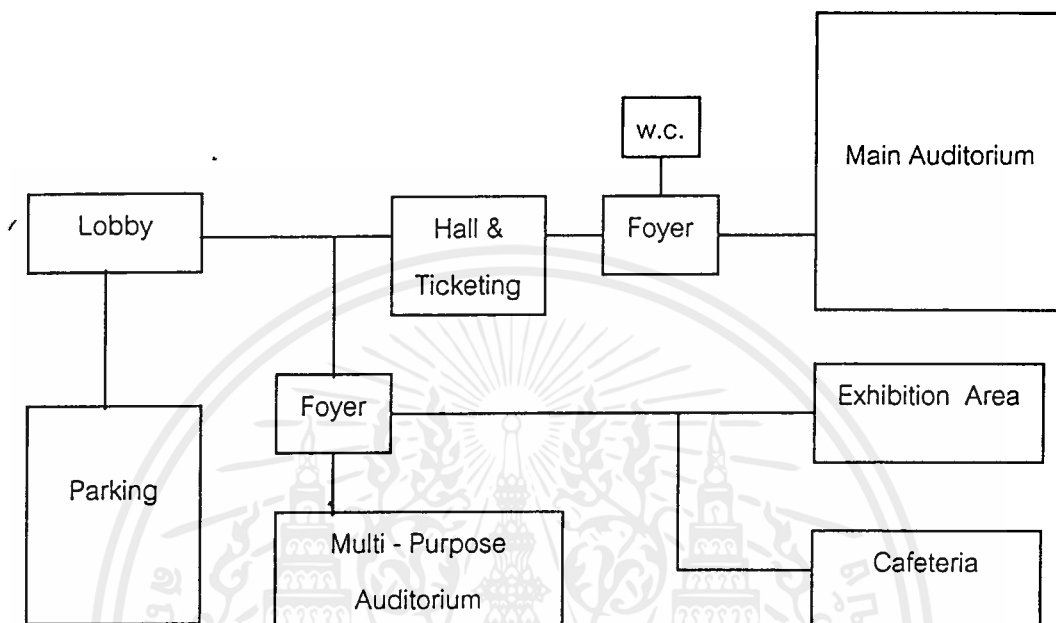 w.c.
Main Auditorium
Lobby
Hall &
Ticketing
Foyer
Foyer
Exhibition Area
Parking
Multi - Purpose
Auditorium
Cafeteria